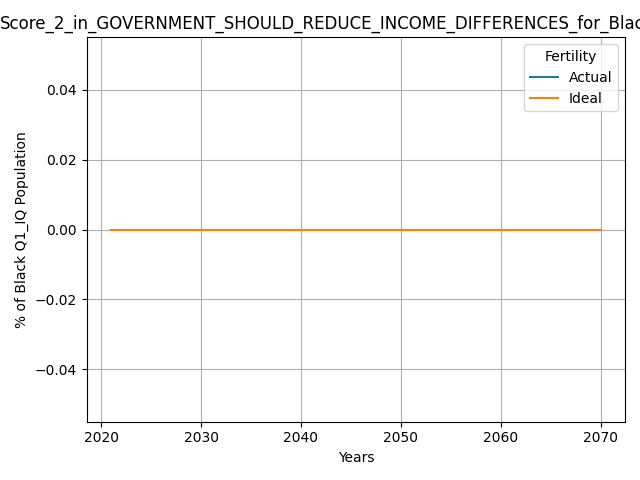 Score_2_in_GOVERNMENT_SHOULD_REDUCE_INCOME_DIFFERENCES_for_Blac
Fertility
Actual
Ideal
0.04
0.02
0.00
−0.02
−0.04
% of Black Q1_IQ Population
2020 2030 2040 2050 2060 2070
Years